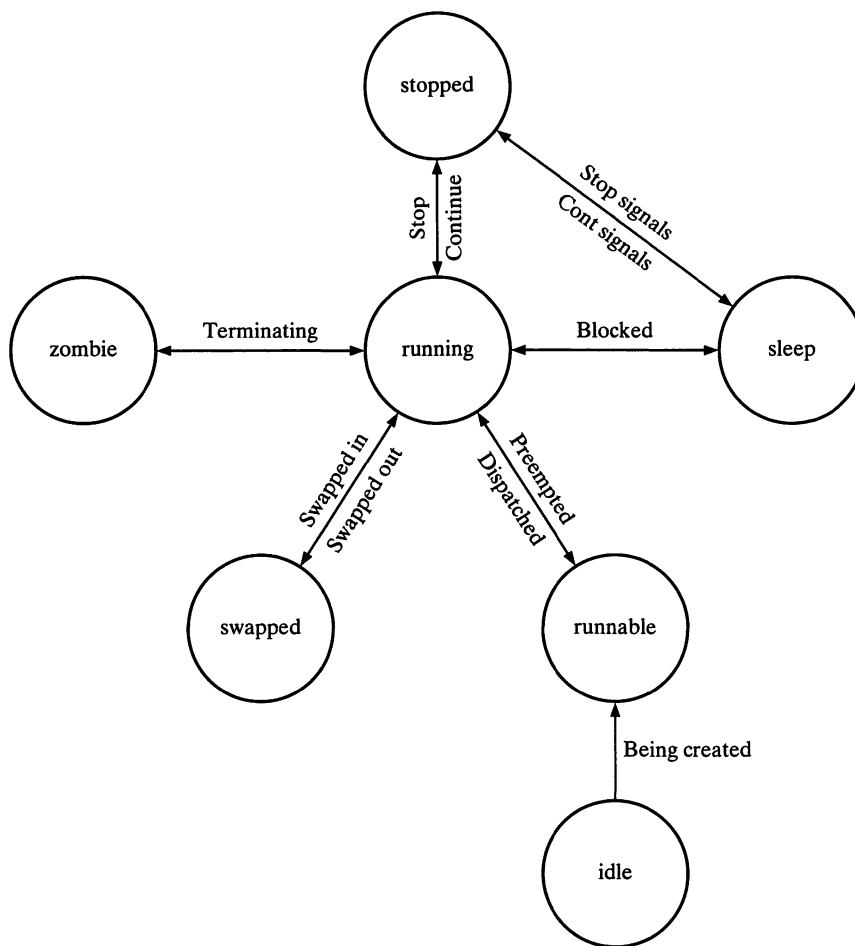 stopped
Stop
Continue
Stop signals
Cont signals
zombie
Terminating
running
Blocked
sleep
Swapped in
Swapped out
Preempted
Dispatched
swapped
runnable
Being created
idle